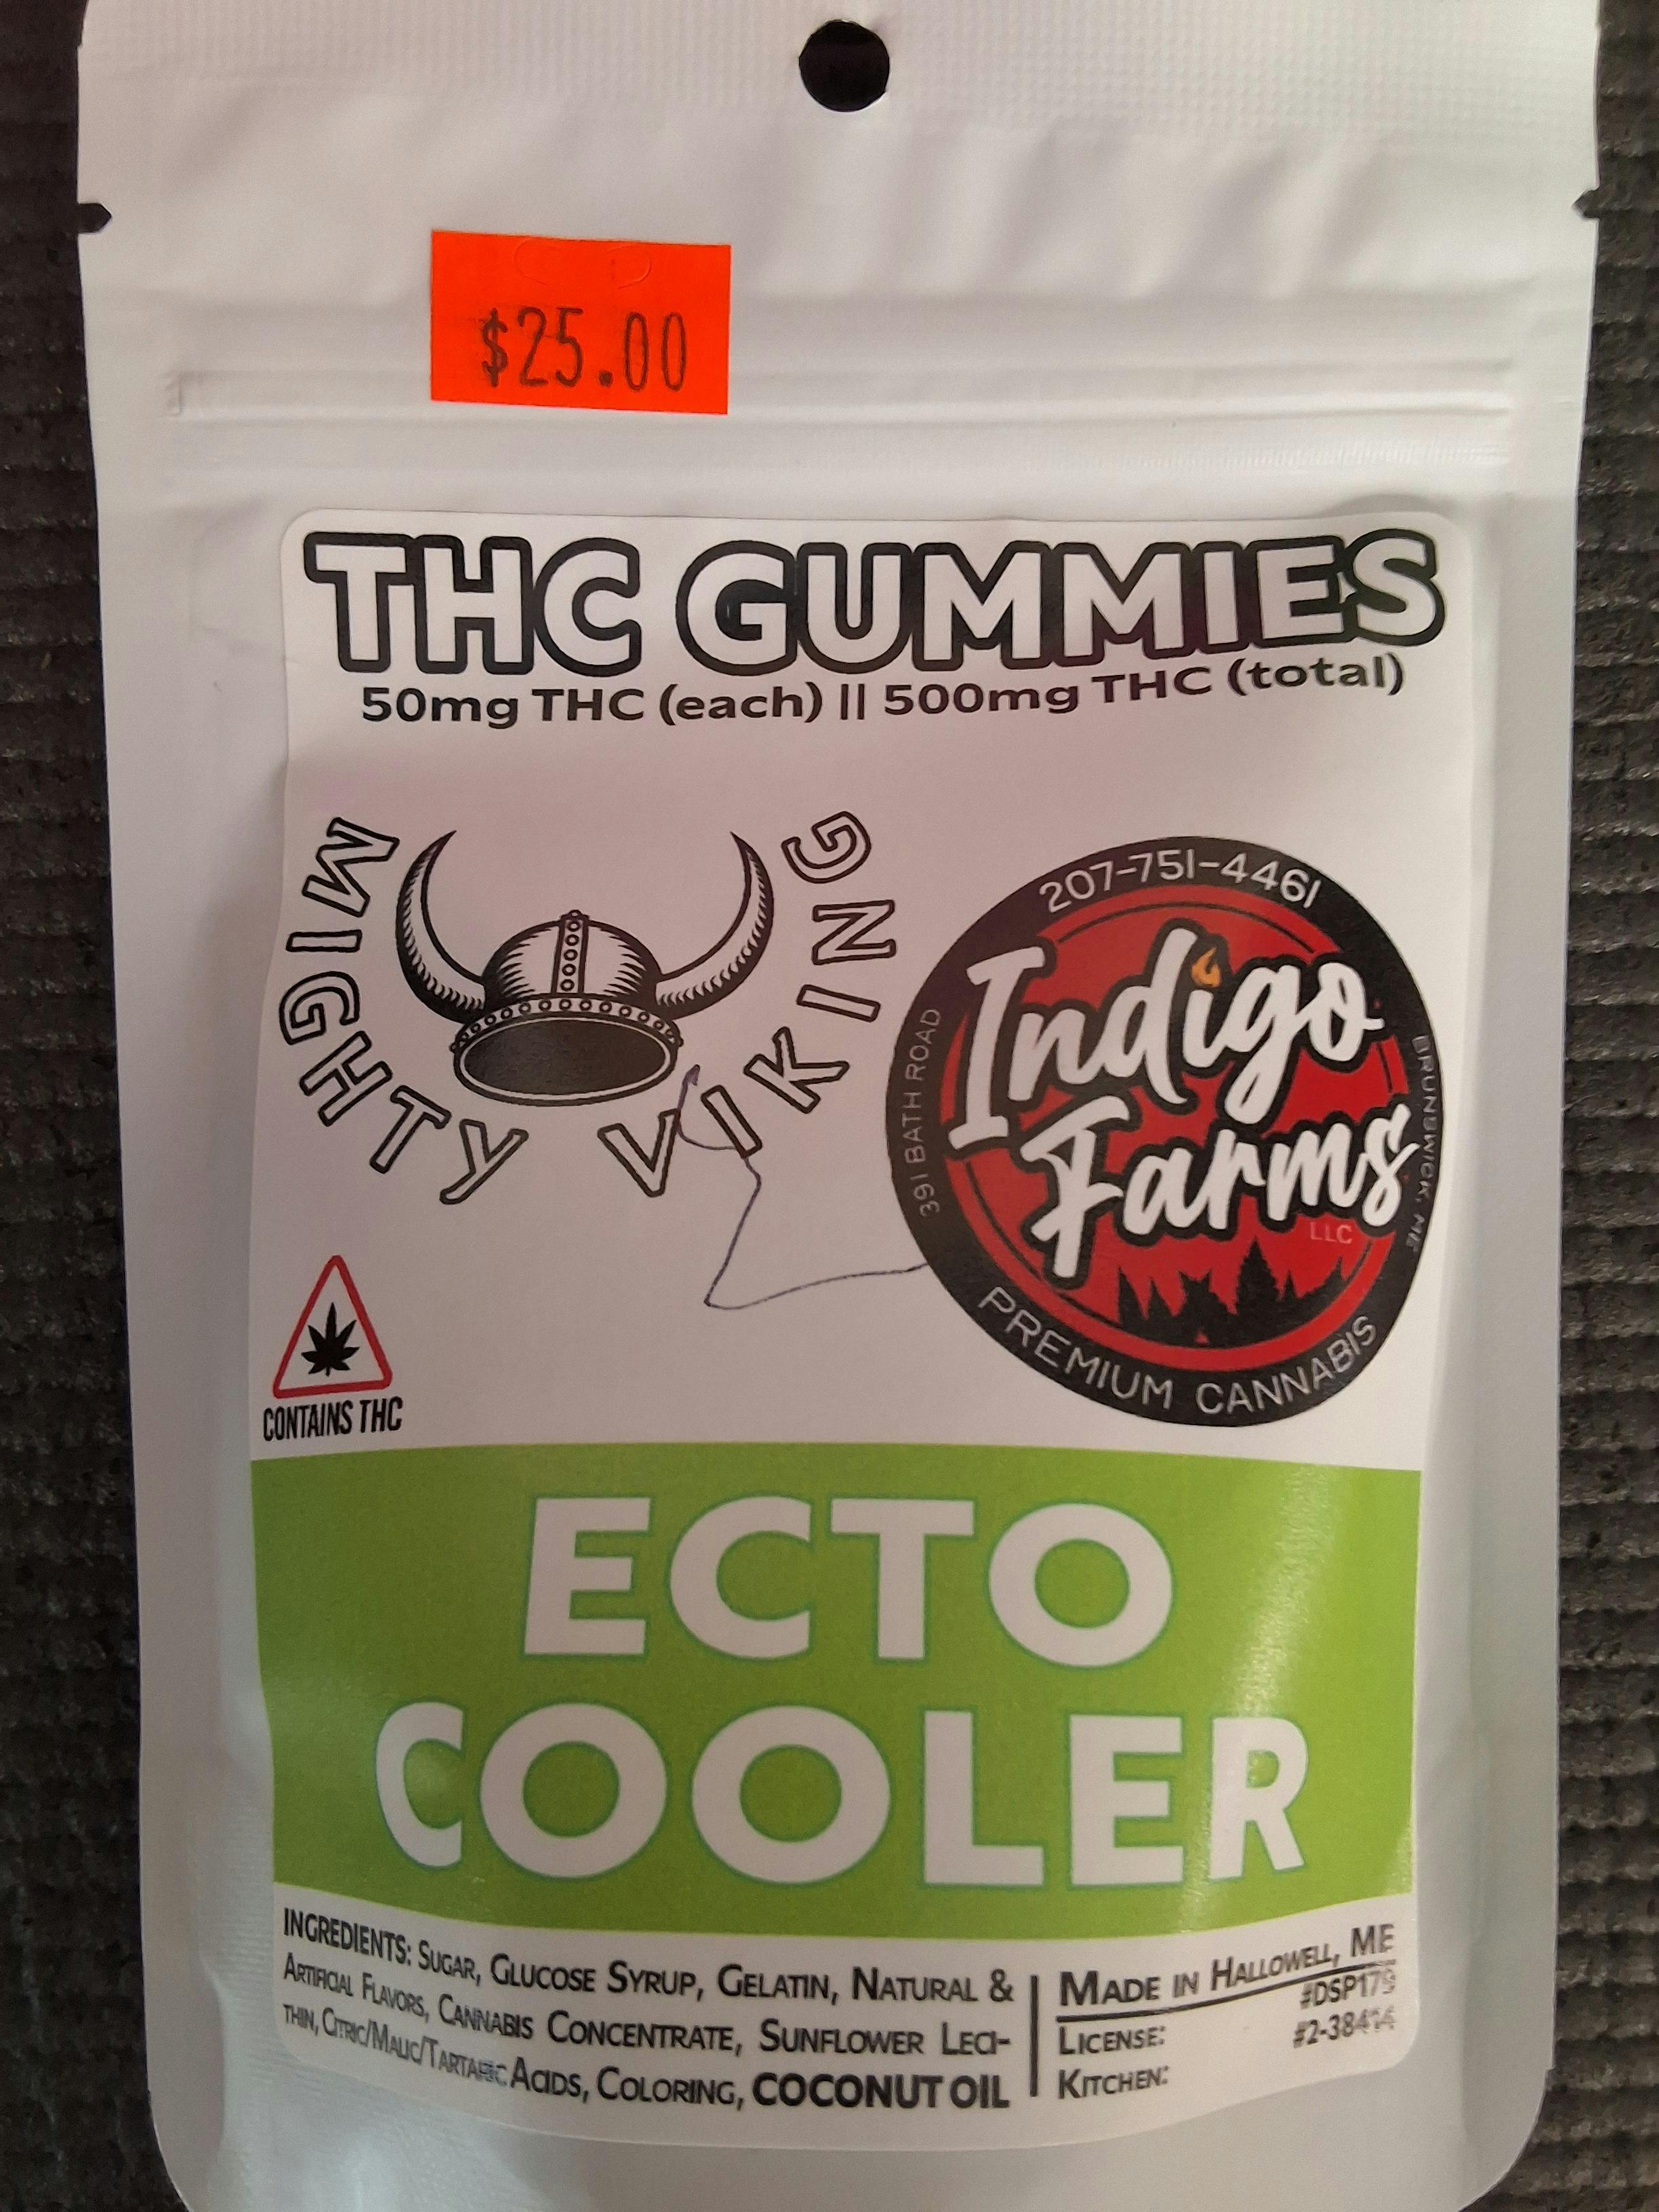 $25.00
THC GUMMIES
50mg THC (each) || 500mg THC (total)
MIGHTY VIKING
207-751-4461
391 BATH ROAD
BRUNSWICK, ME
Indigo
Farms
LLC
PREMIUM CANNABIS
CONTAINS THC
ECTO
COOLER
INGREDIENTS: SUGAR, GLUCOSE SYRUP, GELATIN, NATURAL &
ARTIFICIAL FLAVORS, CANNABIS CONCENTRATE, SUNFLOWER LECI-
THIN, CITRIC/MALIC/TARTARIC ACIDS, COLORING, COCONUT OIL
MADE IN HALLOWELL, ME
LICENSE: #DSP179
KITCHEN: